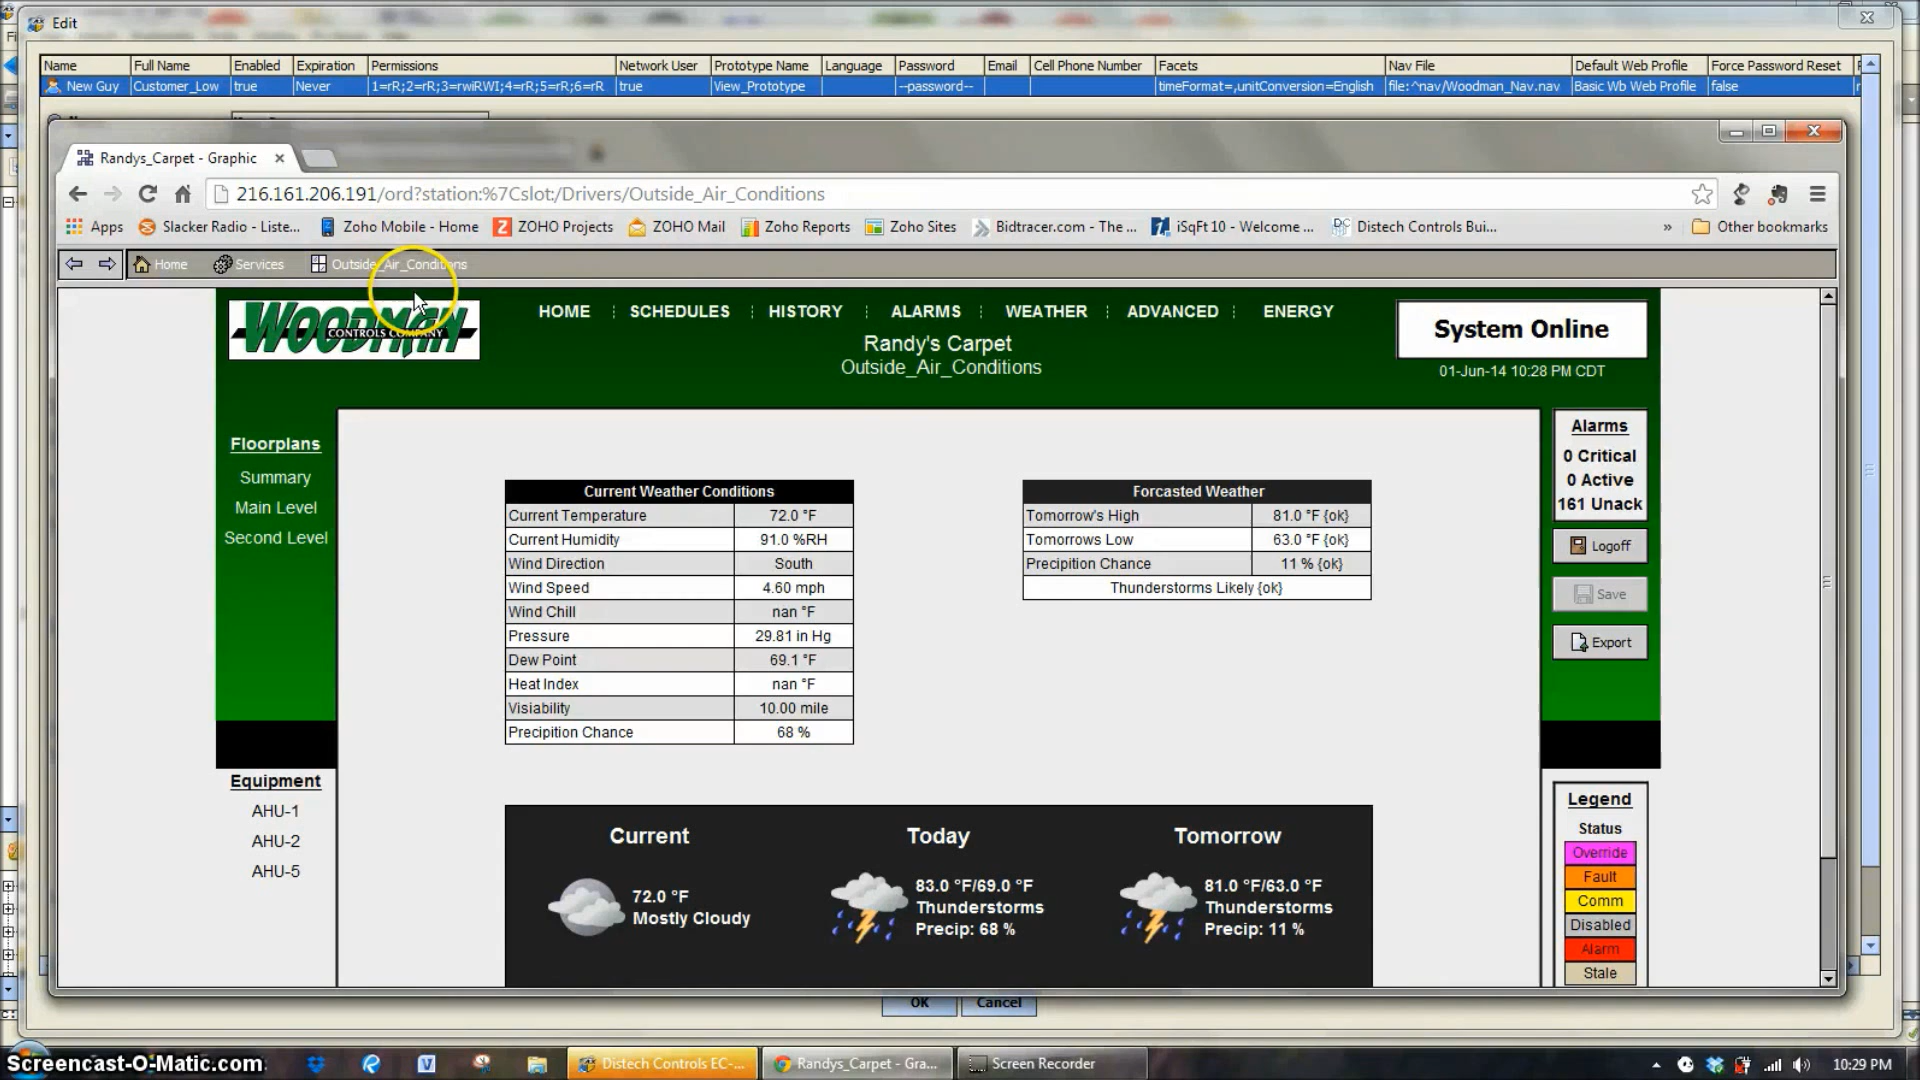 Edit
Name Full Name Enabled Expiration Permissions Network User Prototype Name Language Password Email Cell Phone Number Facets Nav File Default Web Profile Force Password Reset
New Guy Customer_Low true Never 1=rR;2=rR;3=rwiRWI;4=rR;5=rR;6=rR true View_Prototype --password-- timeFormat=,unitConversion=English file:^nav/Woodman_Nav.nav Basic Wb Web Profile false
Randys_Carpet - Graphic
216.161.206.191/ord?station:%7Cslot:/Drivers/Outside_Air_Conditions
Apps Slacker Radio - Liste... Zoho Mobile - Home ZOHO Projects ZOHO Mail Zoho Reports Zoho Sites Bidtracer.com - The ... iSqFt 10 - Welcome ... Distech Controls Bui... » Other bookmarks
Home Services Outside_Air_Conditions
WOODMAN
CONTROLS COMPANY
HOME SCHEDULES HISTORY ALARMS WEATHER ADVANCED ENERGY
Randy's Carpet
Outside_Air_Conditions
System Online
01-Jun-14 10:28 PM CDT
Floorplans
Summary
Main Level
Second Level
Equipment
AHU-1
AHU-2
AHU-5
Current Weather Conditions
Current Temperature 72.0 °F
Current Humidity 91.0 %RH
Wind Direction South
Wind Speed 4.60 mph
Wind Chill nan °F
Pressure 29.81 in Hg
Dew Point 69.1 °F
Heat Index nan °F
Visiability 10.00 mile
Precipition Chance 68 %
Forcasted Weather
Tomorrow's High 81.0 °F {ok}
Tomorrows Low 63.0 °F {ok}
Precipition Chance 11 % {ok}
Thunderstorms Likely {ok}
Current
72.0 °F
Mostly Cloudy
Today
83.0 °F/69.0 °F
Thunderstorms
Precip: 68 %
Tomorrow
81.0 °F/63.0 °F
Thunderstorms
Precip: 11 %
Alarms
0 Critical
0 Active
161 Unack
Logoff
Save
Export
Legend
Status
Override
Fault
Comm
Disabled
Alarm
Stale
OK Cancel
Screencast-O-Matic.com
Distech Controls EC-... Randys_Carpet - Gra... Screen Recorder 10:29 PM